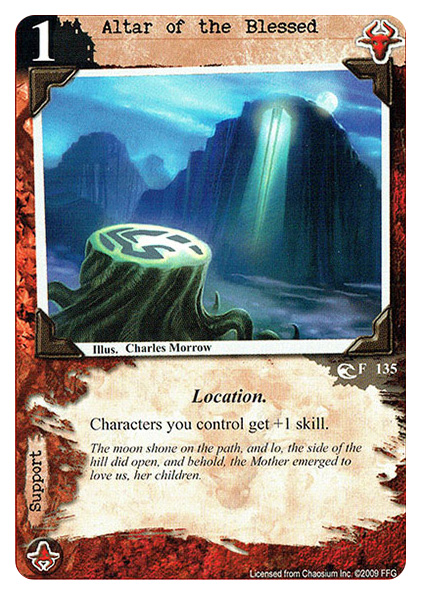 1
Altar of the Blessed
Illus. Charles Morrow
F 135
Location.
Characters you control get +1 skill.
The moon shone on the path, and lo, the side of the
hill did open, and behold, the Mother emerged to
love us, her children.
Support
Licensed from Chaosium Inc. ©2009 FFG